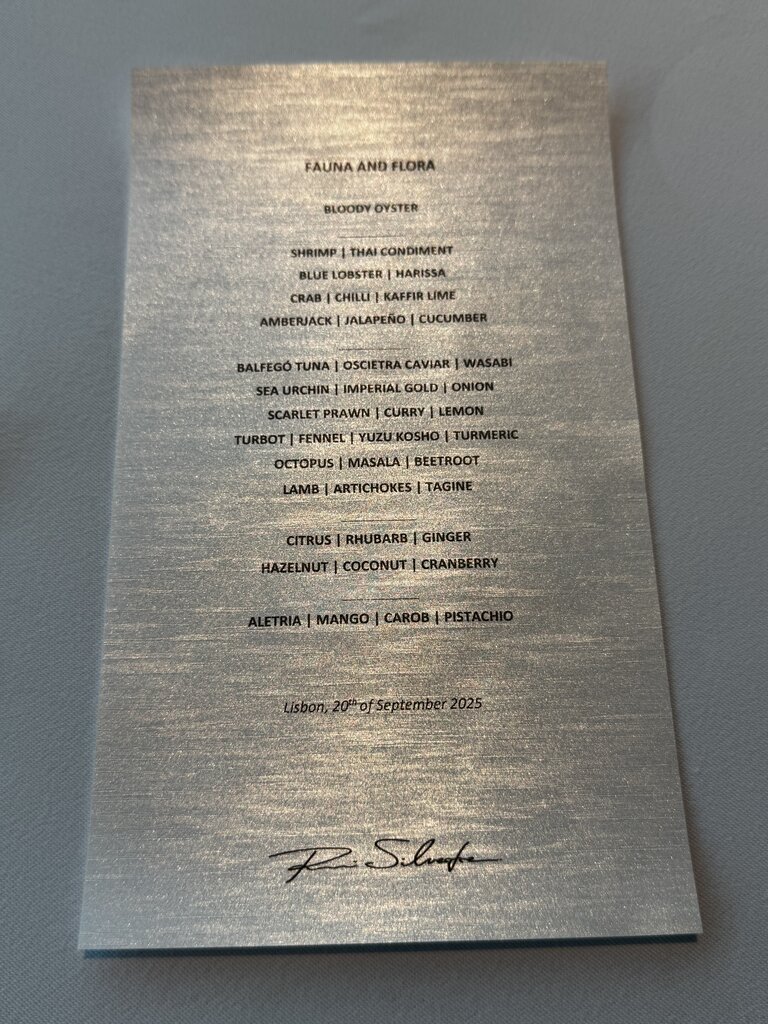 FAUNA AND FLORA
BLOODY OYSTER
SHRIMP | THAI CONDIMENT
BLUE LOBSTER | HARISSA
CRAB | CHILLI | KAFFIR LIME
AMBERJACK | JALAPEÑO | CUCUMBER
BALFEGÓ TUNA | OSCIETRA CAVIAR | WASABI
SEA URCHIN | IMPERIAL GOLD | ONION
SCARLET PRAWN | CURRY | LEMON
TURBOT | FENNEL | YUZU KOSHO | TURMERIC
OCTOPUS | MASALA | BEETROOT
LAMB | ARTICHOKES | TAGINE
CITRUS | RHUBARB | GINGER
HAZELNUT | COCONUT | CRANBERRY
ALETRIA | MANGO | CAROB | PISTACHIO
Lisbon, 20th of September 2025
Rui Silvestre